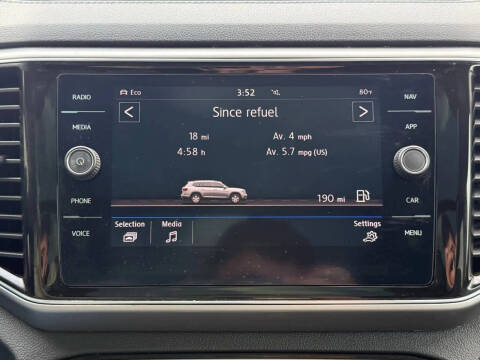 Eco 3:52 80°F
RADIO
NAV
< Since refuel >
MEDIA
APP
18 mi Av. 4 mph
4:58 h Av. 5.7 mpg (US)
190 mi
PHONE
CAR
Selection Media Settings
VOICE
MENU